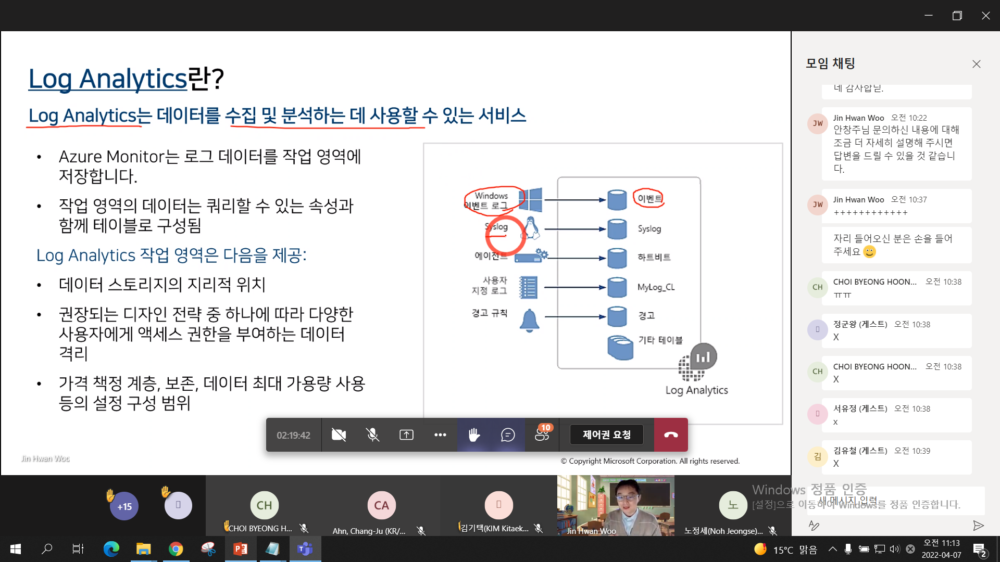 Log Analytics란?
Log Analytics는 데이터를 수집 및 분석하는 데 사용할 수 있는 서비스
• Azure Monitor는 로그 데이터를 작업 영역에
저장합니다.
• 작업 영역의 데이터는 쿼리할 수 있는 속성과
함께 테이블로 구성됨
Log Analytics 작업 영역은 다음을 제공:
• 데이터 스토리지의 지리적 위치
• 권장되는 디자인 전략 중 하나에 따라 다양한
사용자에게 액세스 권한을 부여하는 데이터
격리
• 가격 책정 계층, 보존, 데이터 최대 가용량 사용
등의 설정 구성 범위
Windows
이벤트 로그
이벤트
Syslog
Syslog
에이전트
하트비트
사용자
지정 로그
MyLog_CL
경고 규칙
경고
기타 테이블
Log Analytics
02:19:42
10
제어권 요청
Jin Hwan Woo
© Copyright Microsoft Corporation. All rights reserved.
+15
CH
CHOI BYEONG H...
CA
Ahn, Chang-Ju (KR/...
김기택(KIM Kitaek...
Jin Hwan Woo
노
노정세(Noh Jeongse)...
모임 채팅
네 감사합닏.
JW
Jin Hwan Woo 오전 10:22
안창주님 문의하신 내용에 대해
조금 더 자세히 설명해 주시면
답변을 드릴 수 있을 것 같습니
다.
JW
Jin Hwan Woo 오전 10:37
++++++++++++
자리 들어오신 분은 손을 들어
주세요
CH
CHOI BYEONG HOON... 오전 10:38
ㅠㅠ
정군왕 (게스트) 오전 10:38
X
CH
CHOI BYEONG HOON... 오전 10:38
X
서유정 (게스트) 오전 10:38
x
김
김유철 (게스트) 오전 10:39
X
Windows 정품 인증
새 메시지 입력
[설정]으로 이동하여 Windows를 정품 인증합니다.
15°C 맑음
오전 11:13
2022-04-07
2